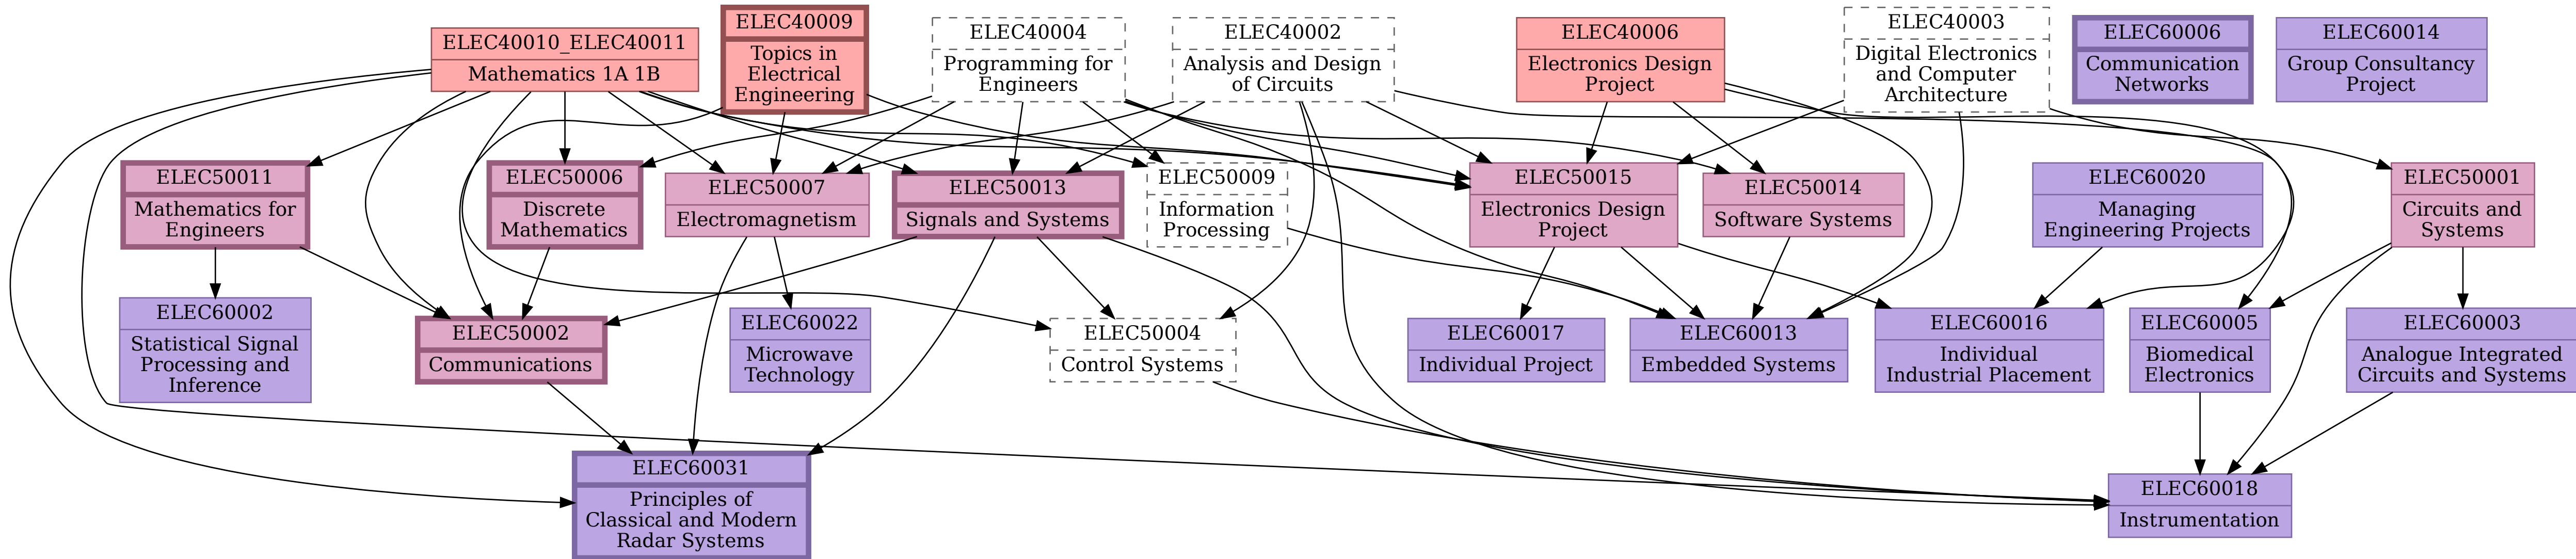 ELEC40010_ELEC40011
Mathematics 1A 1B
ELEC40009
Topics in
Electrical
Engineering
ELEC40004
Programming for
Engineers
ELEC40002
Analysis and Design
of Circuits
ELEC40006
Electronics Design
Project
ELEC40003
Digital Electronics
and Computer
Architecture
ELEC60006
Communication
Networks
ELEC60014
Group Consultancy
Project
ELEC50011
Mathematics for
Engineers
ELEC50006
Discrete
Mathematics
ELEC50007
Electromagnetism
ELEC50013
Signals and Systems
ELEC50009
Information
Processing
ELEC50015
Electronics Design
Project
ELEC50014
Software Systems
ELEC60020
Managing
Engineering Projects
ELEC50001
Circuits and
Systems
ELEC60002
Statistical Signal
Processing and
Inference
ELEC50002
Communications
ELEC60022
Microwave
Technology
ELEC50004
Control Systems
ELEC60017
Individual Project
ELEC60013
Embedded Systems
ELEC60016
Individual
Industrial Placement
ELEC60005
Biomedical
Electronics
ELEC60003
Analogue Integrated
Circuits and Systems
ELEC60031
Principles of
Classical and Modern
Radar Systems
ELEC60018
Instrumentation